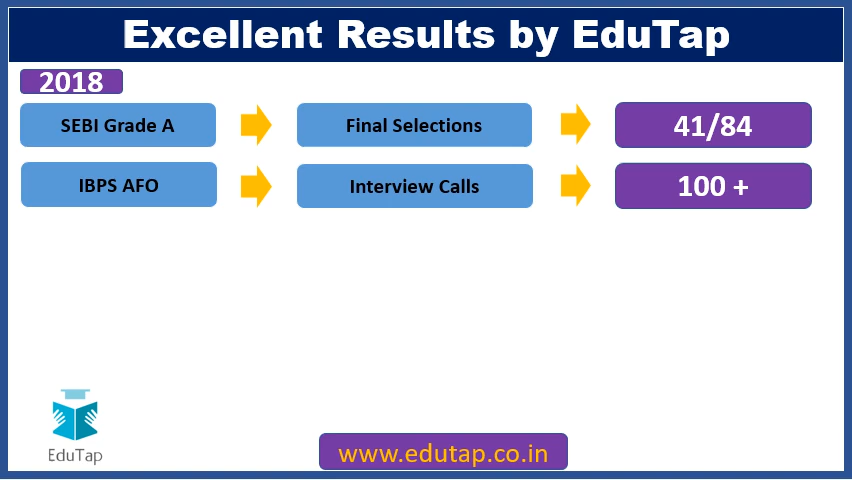 Excellent Results by EduTap
2018
SEBI Grade A Final Selections 41/84
IBPS AFO Interview Calls 100 +
EduTap
www.edutap.co.in